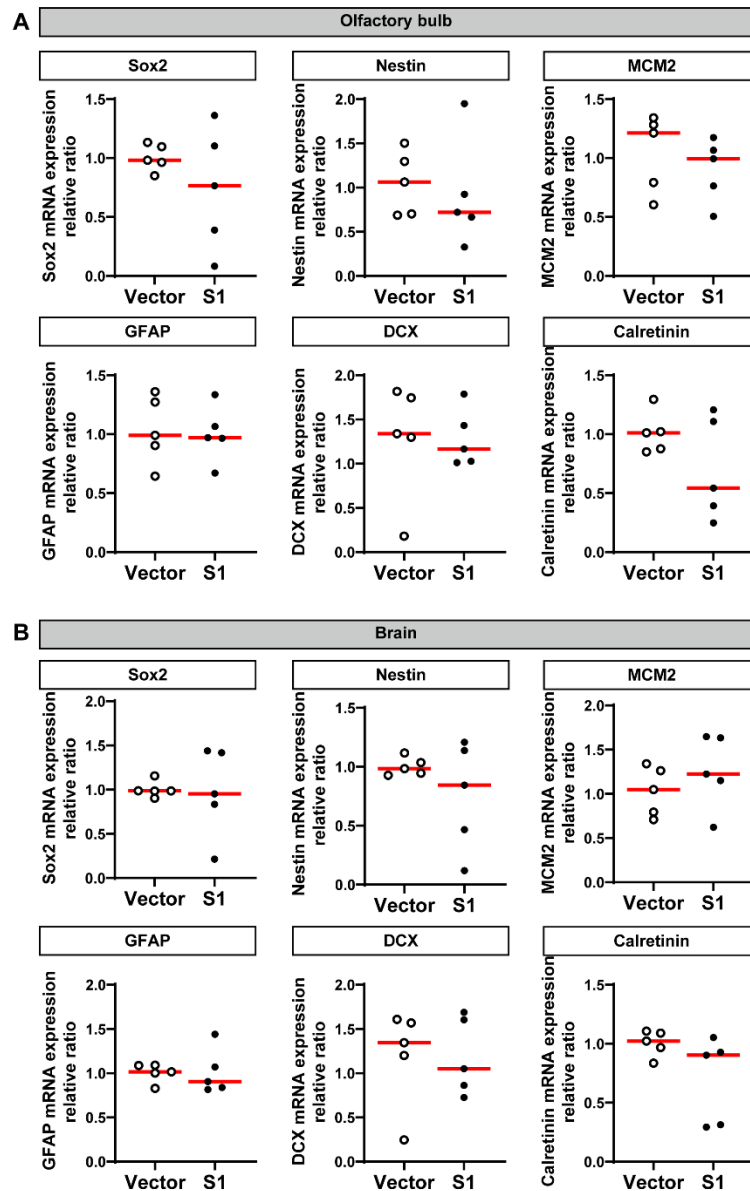 A
Olfactory bulb
Sox2
Nestin
MCM2
Sox2 mRNA expression
relative ratio
1.5
1.0
0.5
0.0
Vector S1
Nestin mRNA expression
relative ratio
2.0
1.5
1.0
0.5
0.0
Vector S1
MCM2 mRNA expression
relative ratio
1.5
1.0
0.5
0.0
Vector S1
GFAP
DCX
Calretinin
GFAP mRNA expression
relative ratio
1.5
1.0
0.5
0.0
Vector S1
DCX mRNA expression
relative ratio
2.0
1.5
1.0
0.5
0.0
Vector S1
Calretinin mRNA expression
relative ratio
1.5
1.0
0.5
0.0
Vector S1
B
Brain
Sox2
Nestin
MCM2
Sox2 mRNA expression
relative ratio
2.0
1.5
1.0
0.5
0.0
Vector S1
Nestin mRNA expression
relative ratio
1.5
1.0
0.5
0.0
Vector S1
MCM2 mRNA expression
relative ratio
2.0
1.5
1.0
0.5
0.0
Vector S1
GFAP
DCX
Calretinin
GFAP mRNA expression
relative ratio
2.0
1.5
1.0
0.5
0.0
Vector S1
DCX mRNA expression
relative ratio
2.0
1.5
1.0
0.5
0.0
Vector S1
Calretinin mRNA expression
relative ratio
1.5
1.0
0.5
0.0
Vector S1